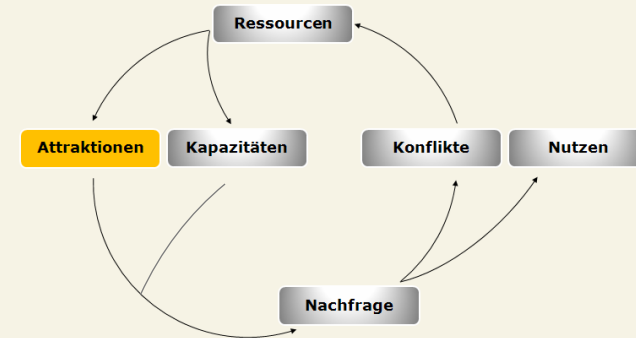 Ressourcen
Attraktionen
Kapazitäten
Konflikte
Nutzen
Nachfrage